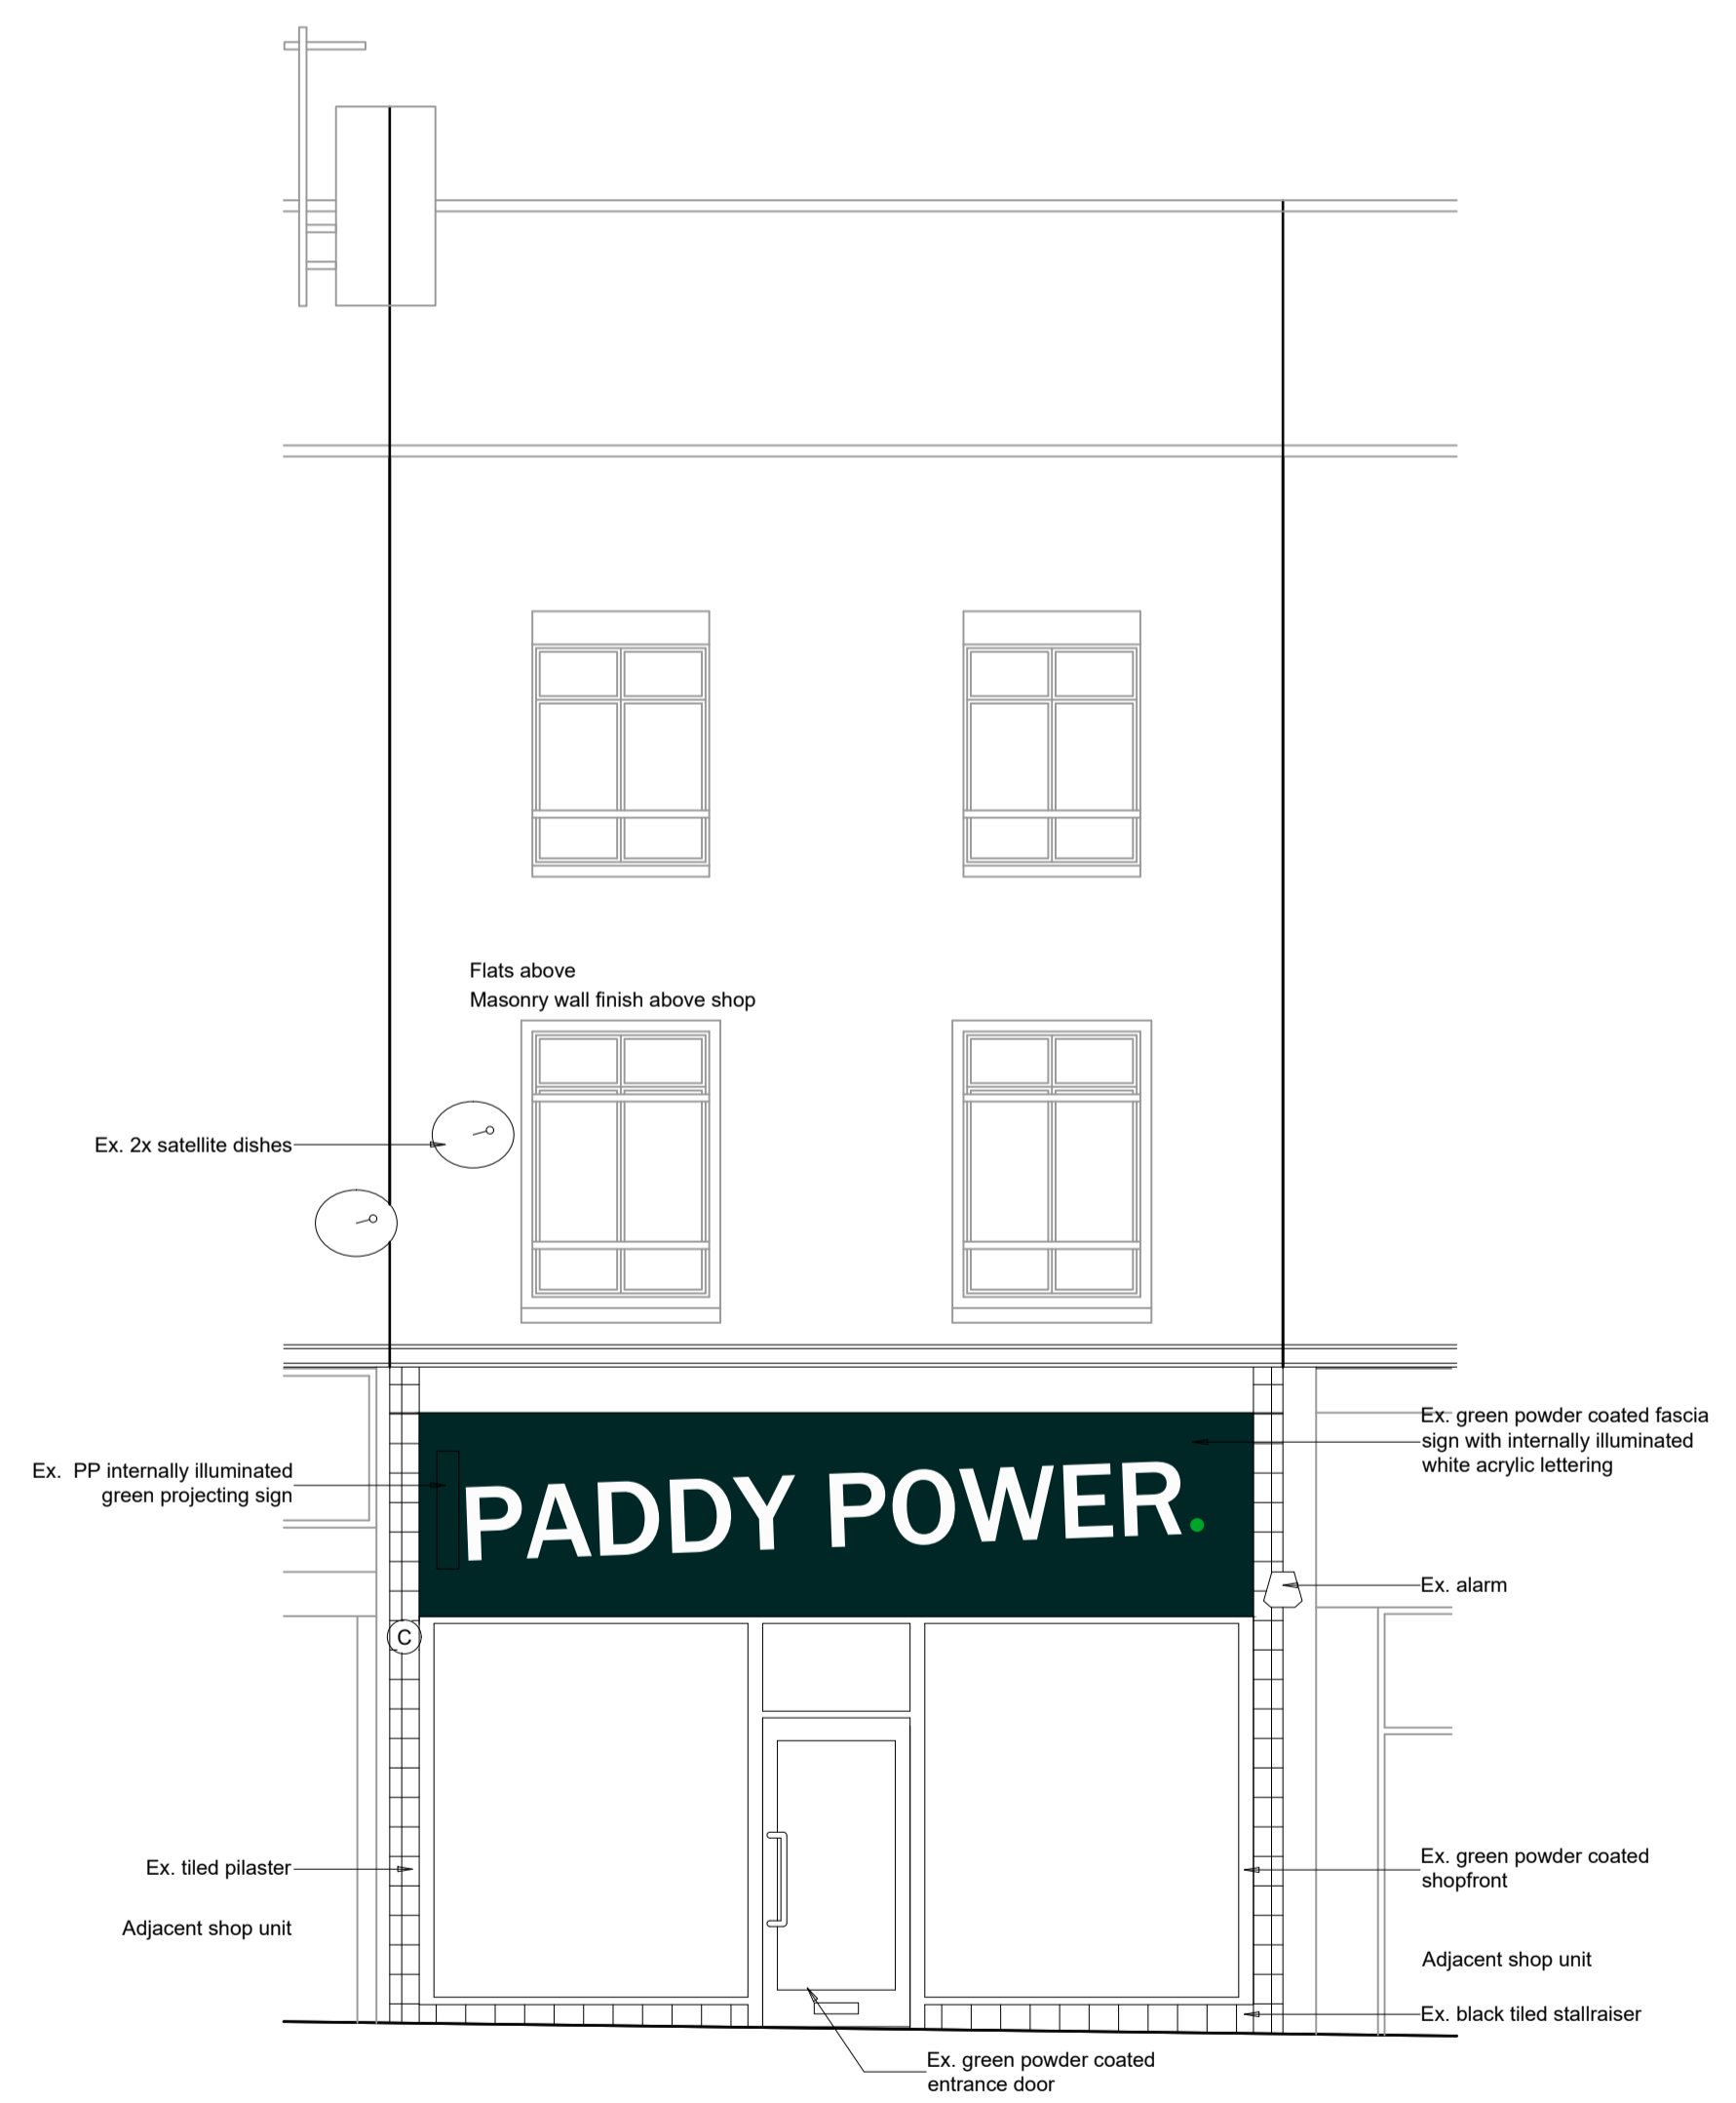 Flats above
Masonry wall finish above shop
Ex. 2x satellite dishes
Ex. green powder coated fascia
sign with internally illuminated
white acrylic lettering
Ex.  PP internally illuminated
green projecting sign
PADDY POWER.
Ex. alarm
C
Ex. tiled pilaster
Adjacent shop unit
Ex. green powder coated
shopfront
Adjacent shop unit
Ex. black tiled stallraiser
Ex. green powder coated
entrance door